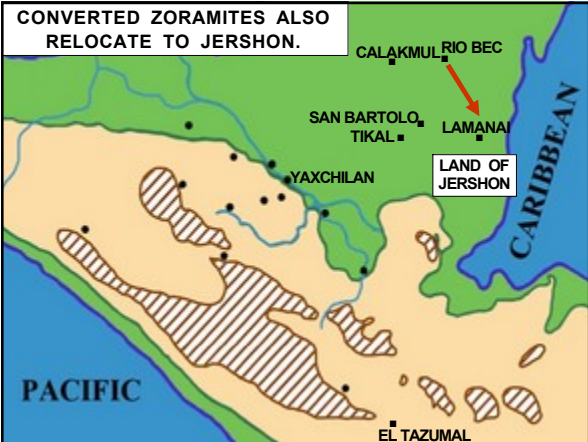 CONVERTED ZORAMITES ALSO
RELOCATE TO JERSHON.
CALAKMUL
RIO BEC
SAN BARTOLO
TIKAL
LAMANAI
LAND OF
JERSHON
YAXCHILAN
CARIBBEAN
PACIFIC
EL TAZUMAL